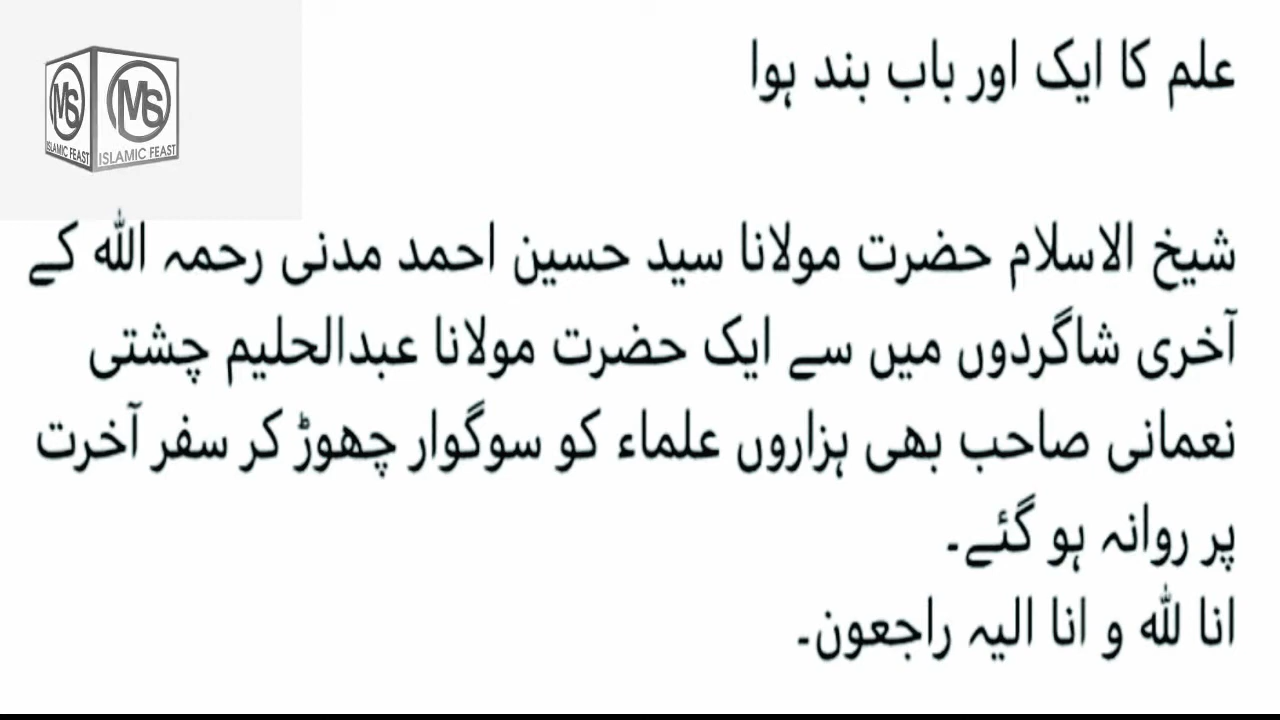 علم کا ایک اور باب بند ہوا
MS
MS
ISLAMIC FEAST
ISLAMIC FEAST
شیخ الاسلام حضرت مولانا سید حسین احمد مدنی رحمہ اللہ کے
آخری شاگردوں میں سے ایک حضرت مولانا عبدالحلیم چشتی
نعمانی صاحب بھی ہزاروں علماء کو سوگوار چھوڑ کر سفر آخرت
پر روانہ ہو گئے۔
انا للہ و انا الیہ راجعون۔